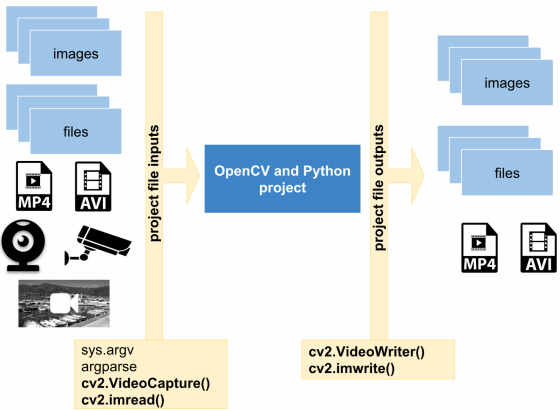 images
files
MP4
AVI
project file inputs
OpenCV and Python
project
project file outputs
images
files
MP4
AVI
sys.argv
argparse
cv2.VideoCapture()
cv2.imread()
cv2.VideoWriter()
cv2.imwrite()